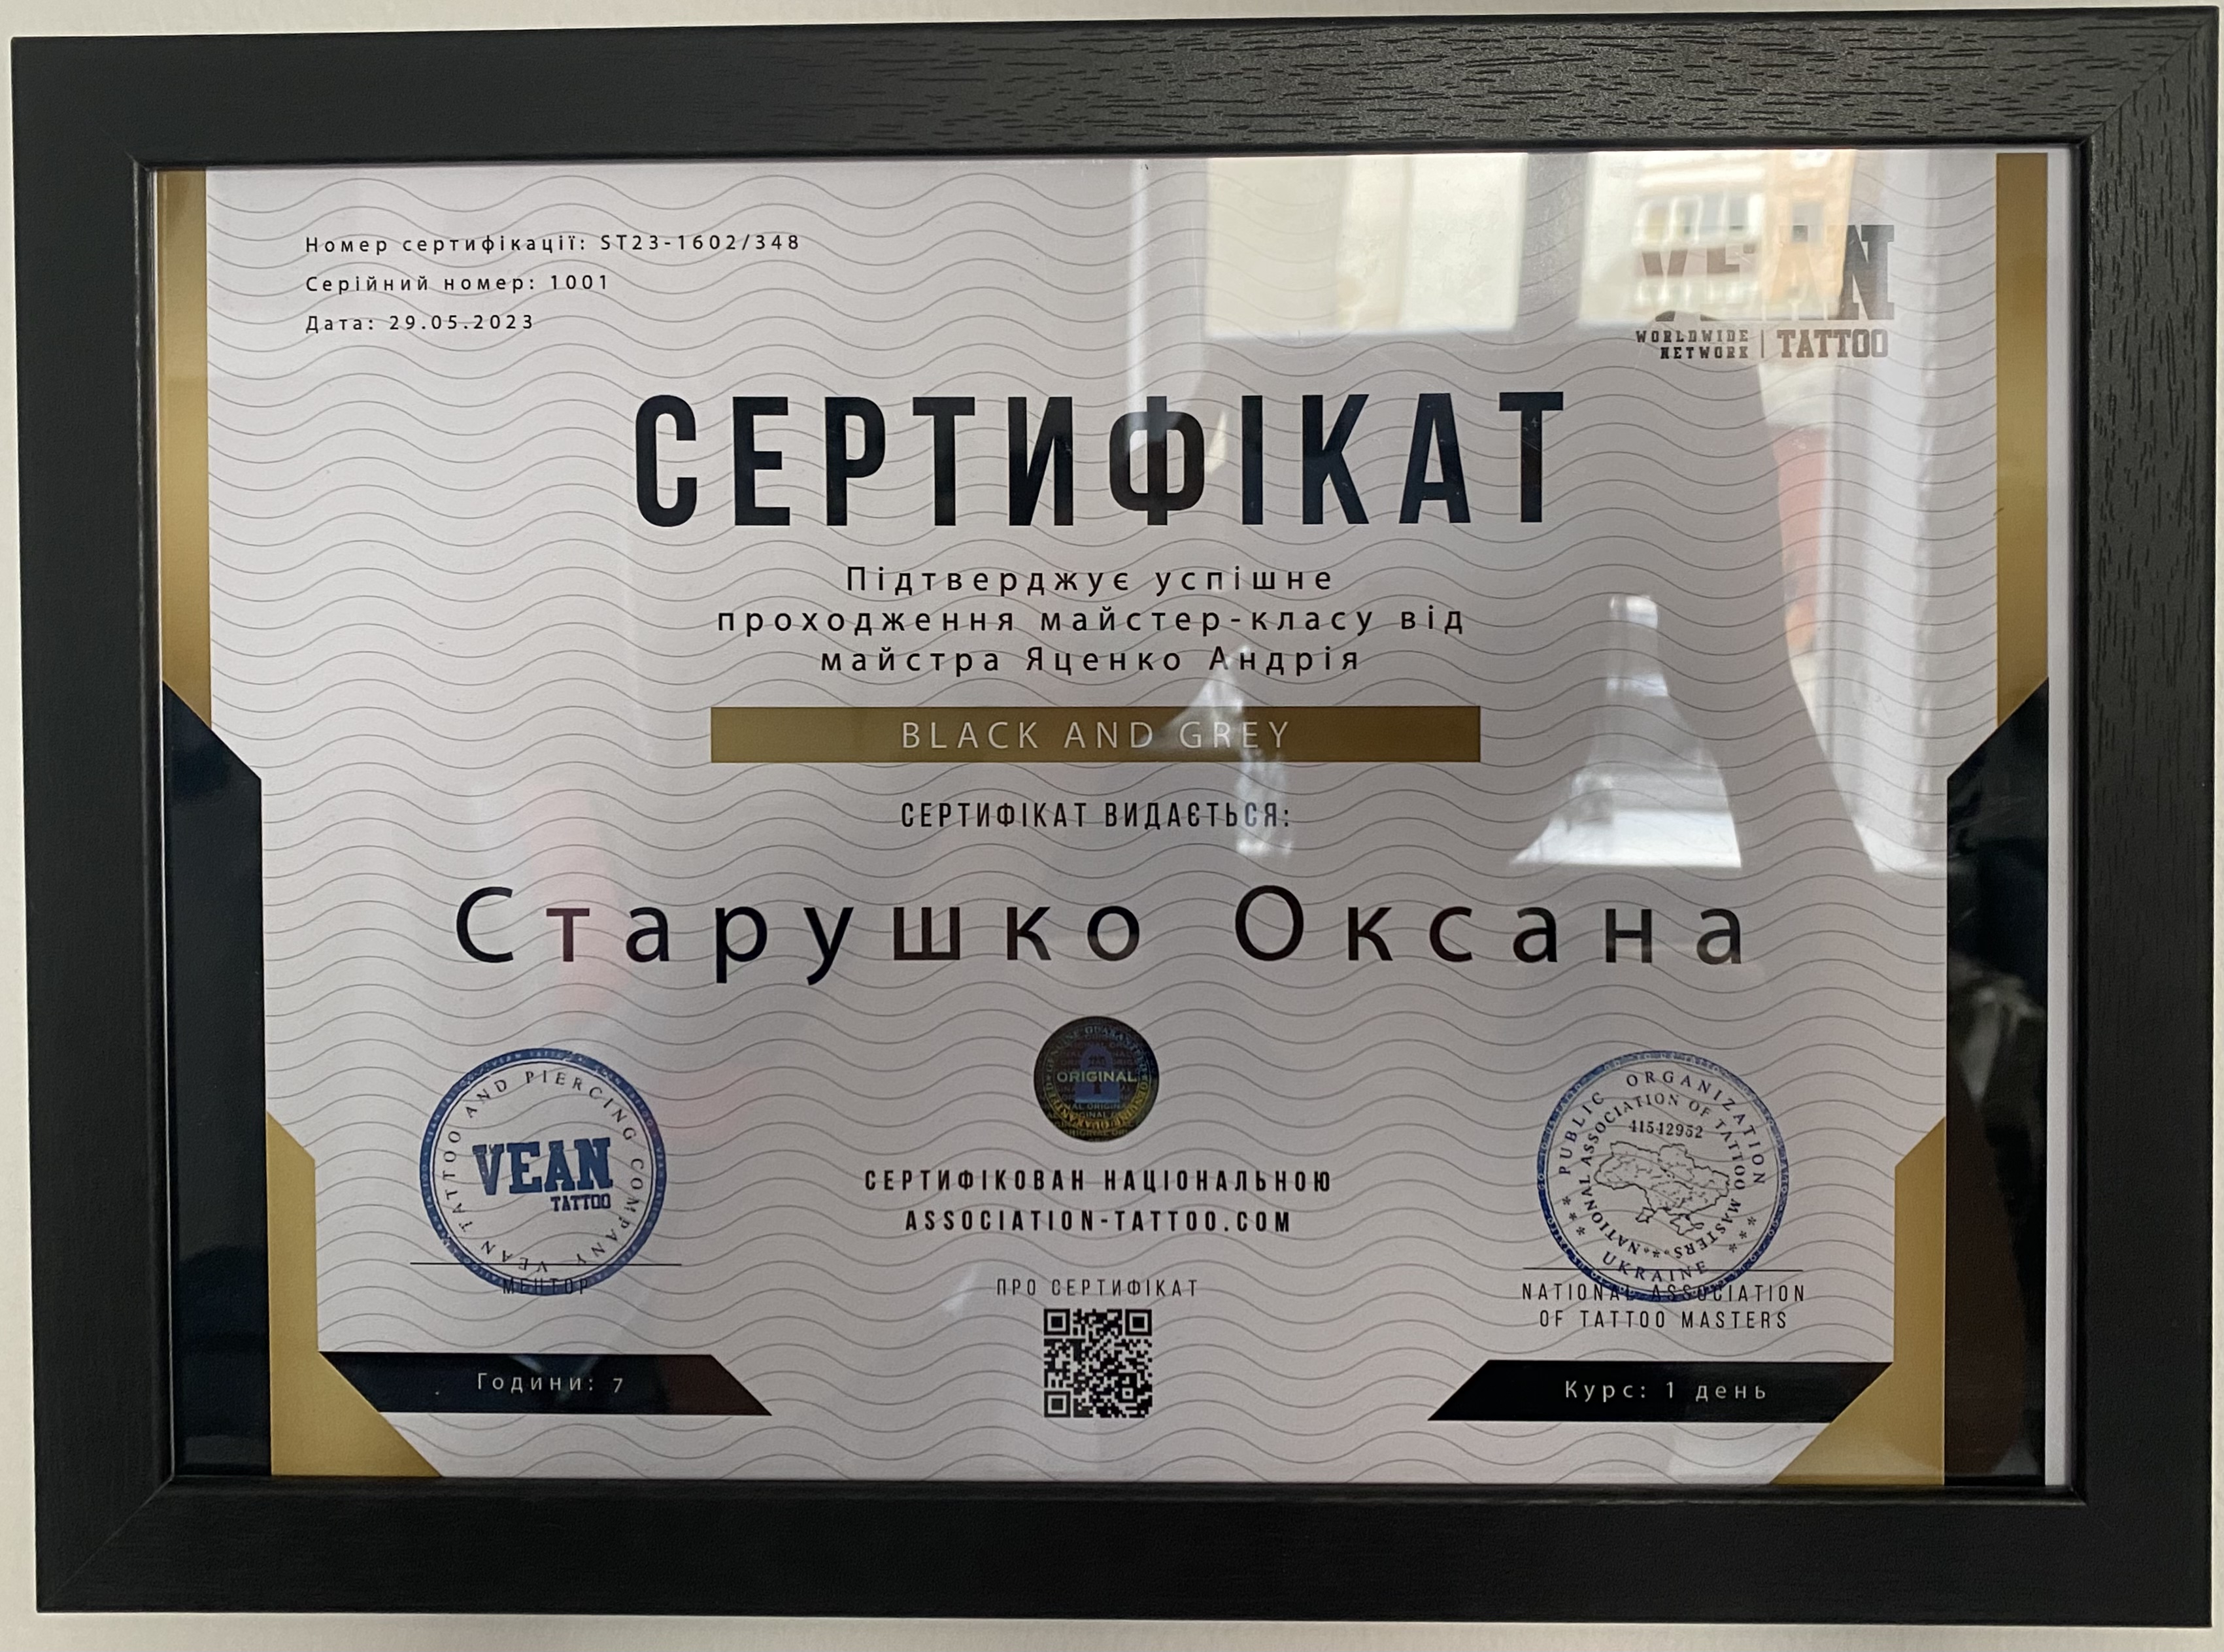 Номер сертифікації: ST23-1602/348
Серійний номер: 1001
Дата: 29.05.2023
VEAN
WORLDWIDE NETWORK | TATTOO
СЕРТИФІКАТ
Підтверджує успішне
проходження майстер-класу від
майстра Яценко Андрія
BLACK AND GREY
СЕРТИФІКАТ ВИДАЄТЬСЯ:
Старушко Оксана
ORIGINAL
VEAN TATTOO AND PIERCING COMPANY
VEAN
TATTOO
МЕНТОР
СЕРТИФІКОВАН НАЦІОНАЛЬНОЮ
ASSOCIATION-TATTOO.COM
ПРО СЕРТИФІКАТ
PUBLIC ORGANIZATION
NATIONAL ASSOCIATION OF TATTOO MASTERS
41542952
UKRAINE
NATIONAL ASSOCIATION
OF TATTOO MASTERS
Години: 7
Курс: 1 день